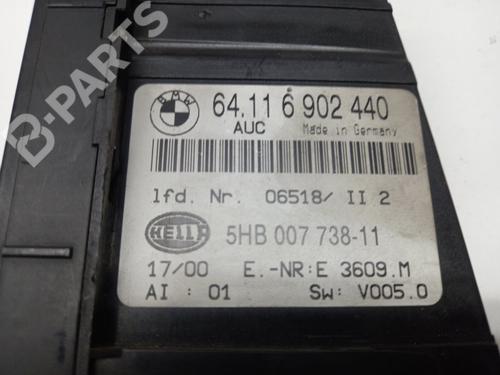 B-PARTS
BMW
64.11 6 902 440
AUC Made in Germany
lfd. Nr. 06518/ II 2
HELLA
5HB 007 738-11
17/00 E.-NR:E 3609.M
AI : 01 Sw: V005.0